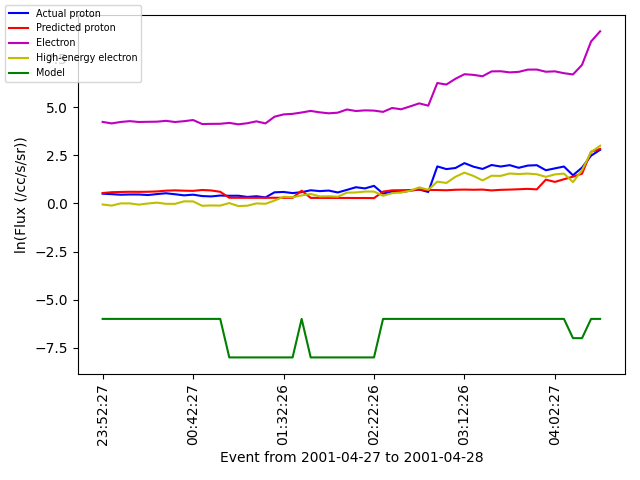 Actual proton
Predicted proton
Electron
High-energy electron
Model
5.0
2.5
0.0
−2.5
−5.0
−7.5
ln(Flux (/cc/s/sr))
23:52:27
00:42:27
01:32:26
02:22:26
03:12:26
04:02:27
Event from 2001-04-27 to 2001-04-28